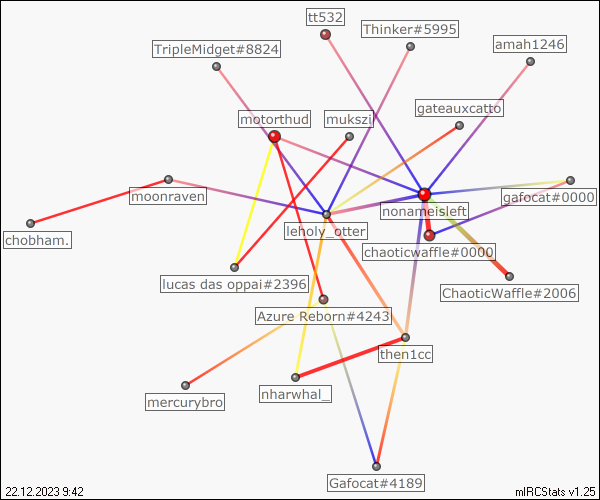 tt532
Thinker#5995
TripleMidget#8824
amah1246
gateauxcatto
motorthud
mukszi
moonraven
nonameisleft
gafocat#0000
leholy_otter
chobham.
chaoticwaffle#0000
lucas das oppai#2396
ChaoticWaffle#2006
Azure Reborn#4243
then1cc
mercurybro
nharwhal_
Gafocat#4189
22.12.2023 9:42
mIRCStats v1.25